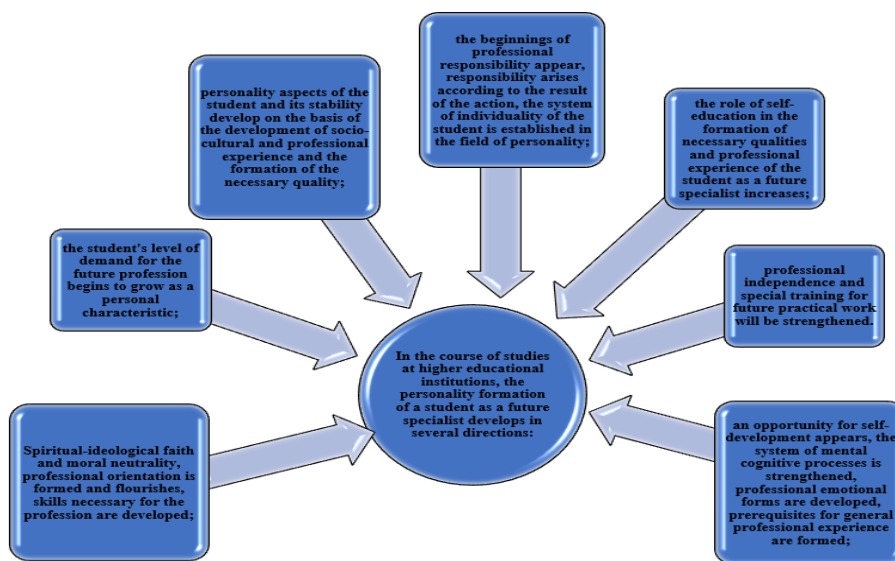 the beginnings of
professional
responsibility appear,
responsibility arises
according to the result
of the action, the system
of individuality of the
student is established in
the field of personality;
personality aspects of the
student and its stability
develop on the basis of
the development of socio-
cultural and professional
experience and the
formation of the
necessary quality;
the role of self-
education in the
formation of
necessary qualities
and professional
experience of the
student as a future
specialist increases;
the student's level of
demand for the
future profession
begins to grow as a
personal
characteristic;
professional
independence and
special training for
future practical work
will be strengthened.
In the course of studies
at higher educational
institutions, the
personality formation
of a student as a future
specialist develops in
several directions:
Spiritual-ideological faith
and moral neutrality,
professional orientation is
formed and flourishes,
skills necessary for the
profession are developed;
an opportunity for self-
development appears, the
system of mental
cognitive processes is
strengthened,
professional emotional
forms are developed,
prerequisites for general
professional experience
are formed;